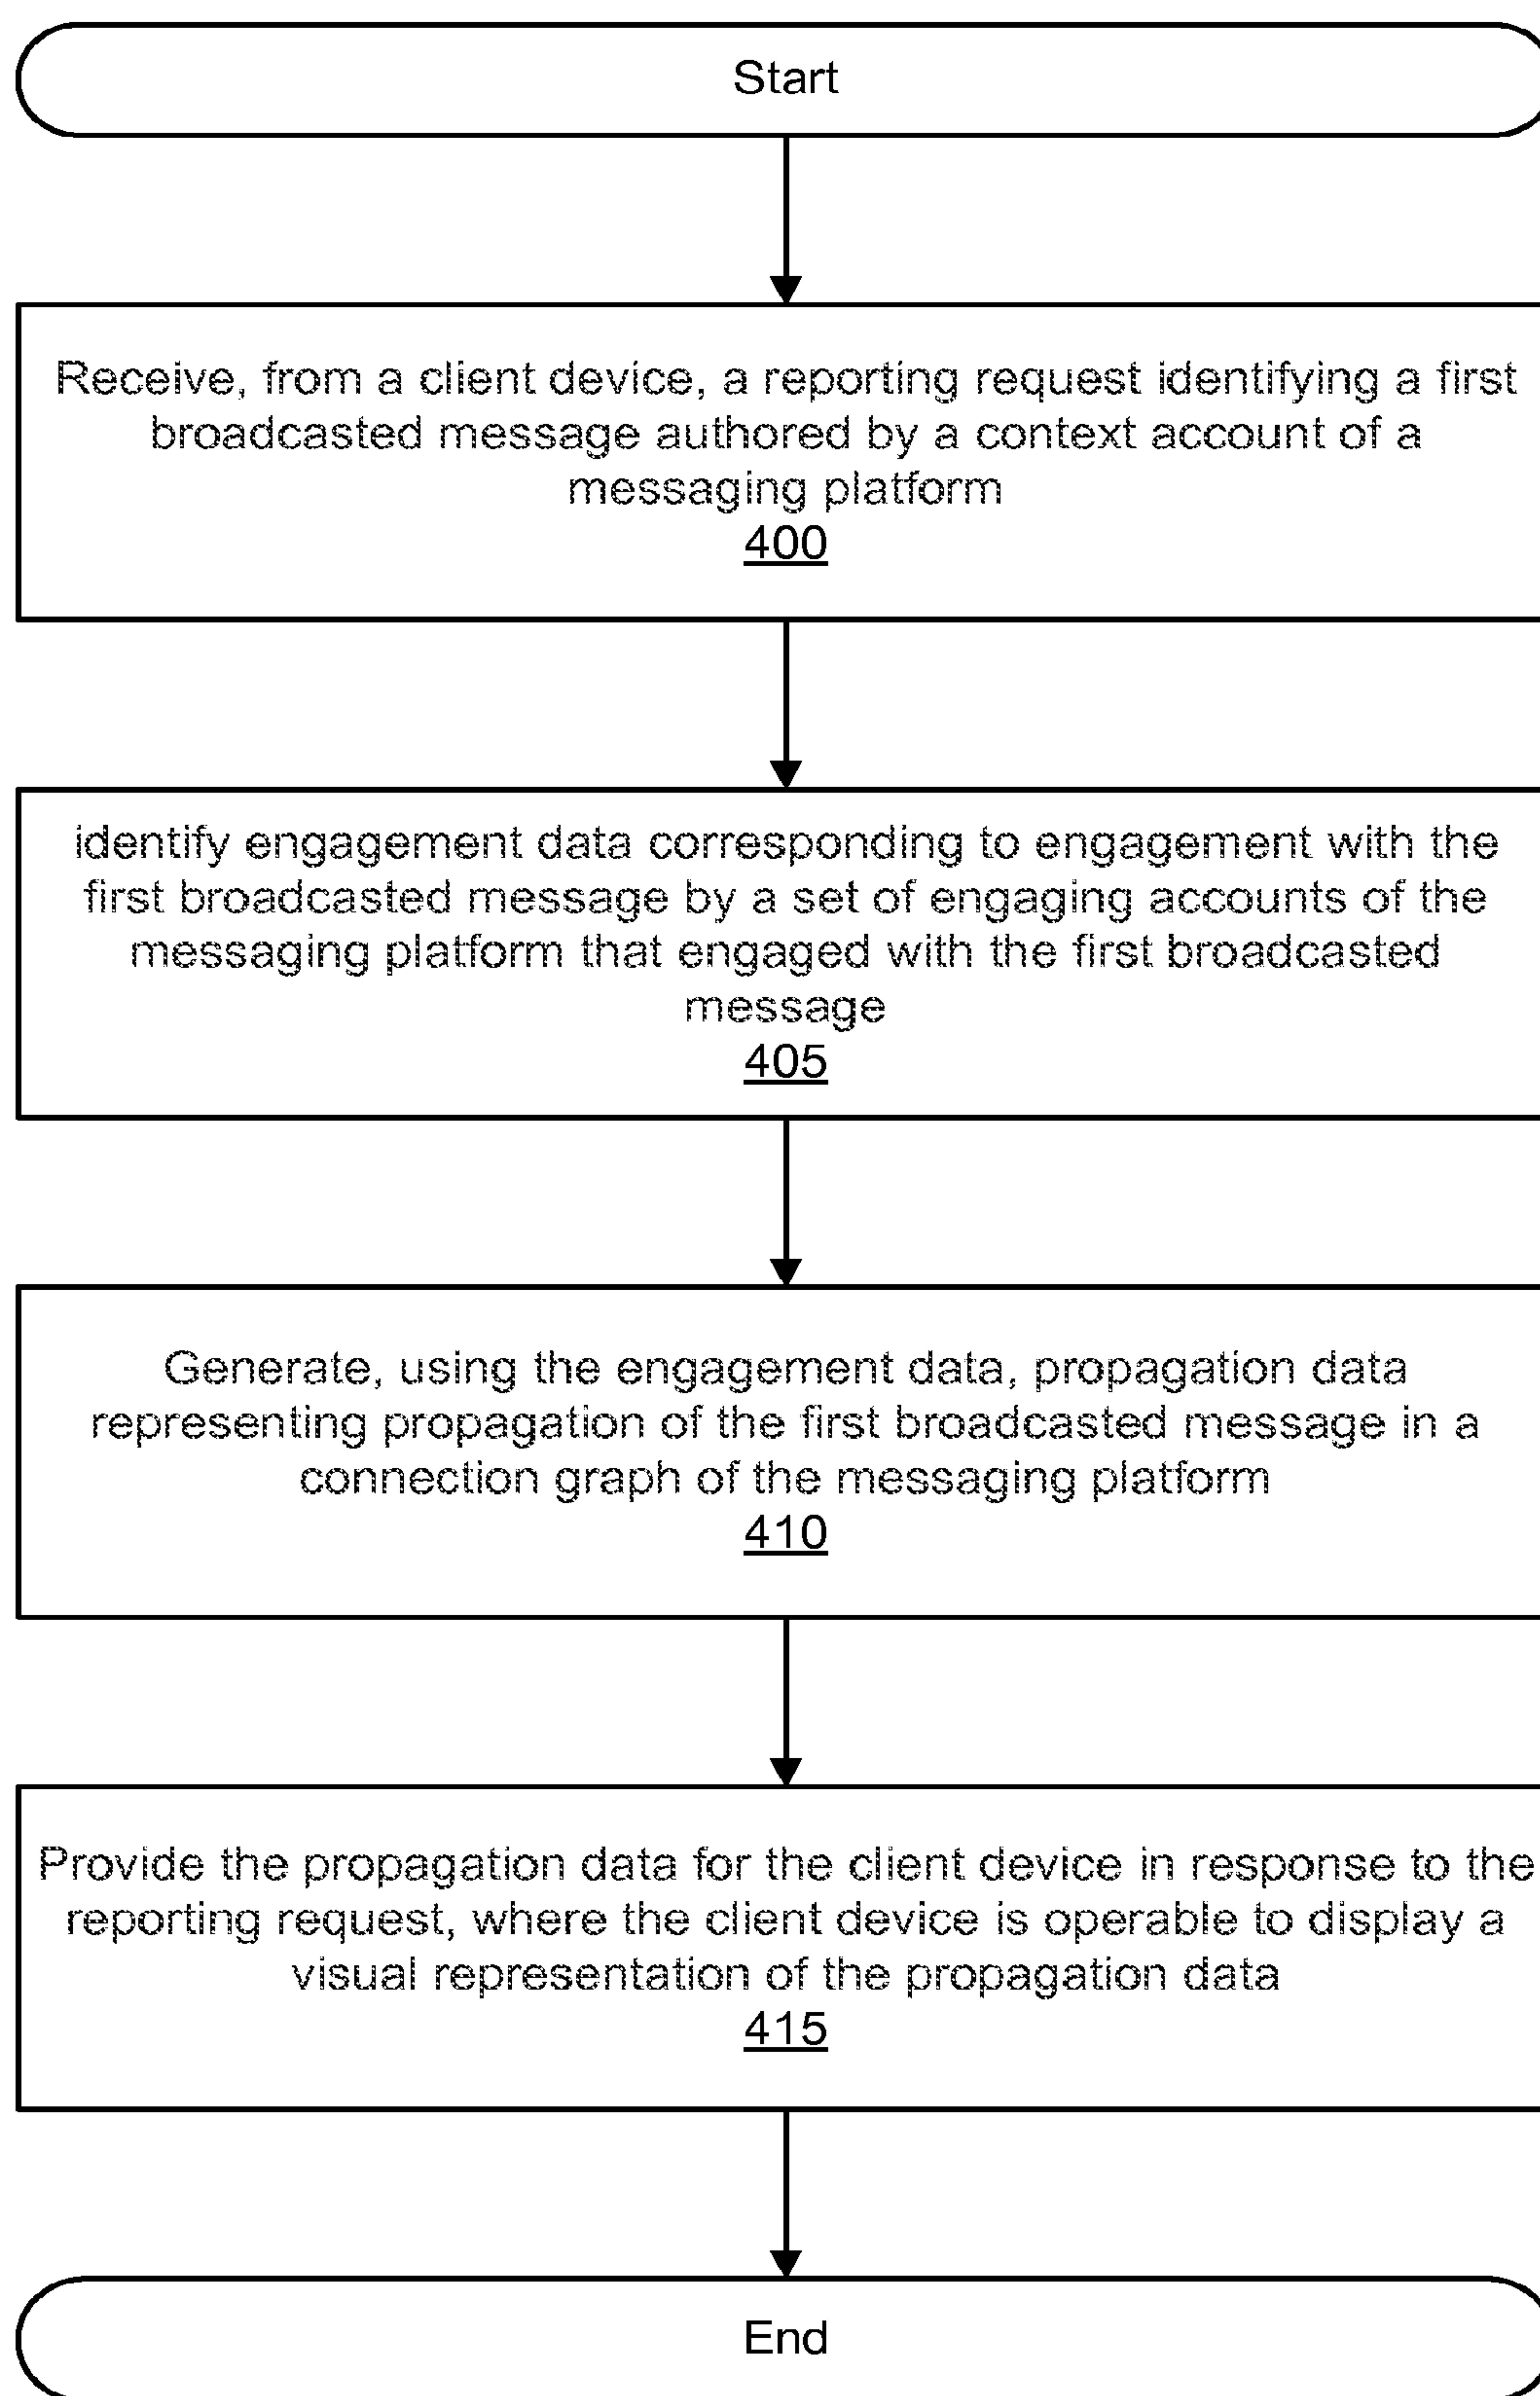 Start
Receive, from a client device, a reporting request identifying a first
broadcasted message authored by a context account of a
messaging platform
400
identify engagement data corresponding to engagement with the
first broadcasted message by a set of engaging accounts of the
messaging platform that engaged with the first broadcasted
message
405
Generate, using the engagement data, propagation data
representing propagation of the first broadcasted message in a
connection graph of the messaging platform
410
Provide the propagation data for the client device in response to the
reporting request, where the client device is operable to display a
visual representation of the propagation data
415
End